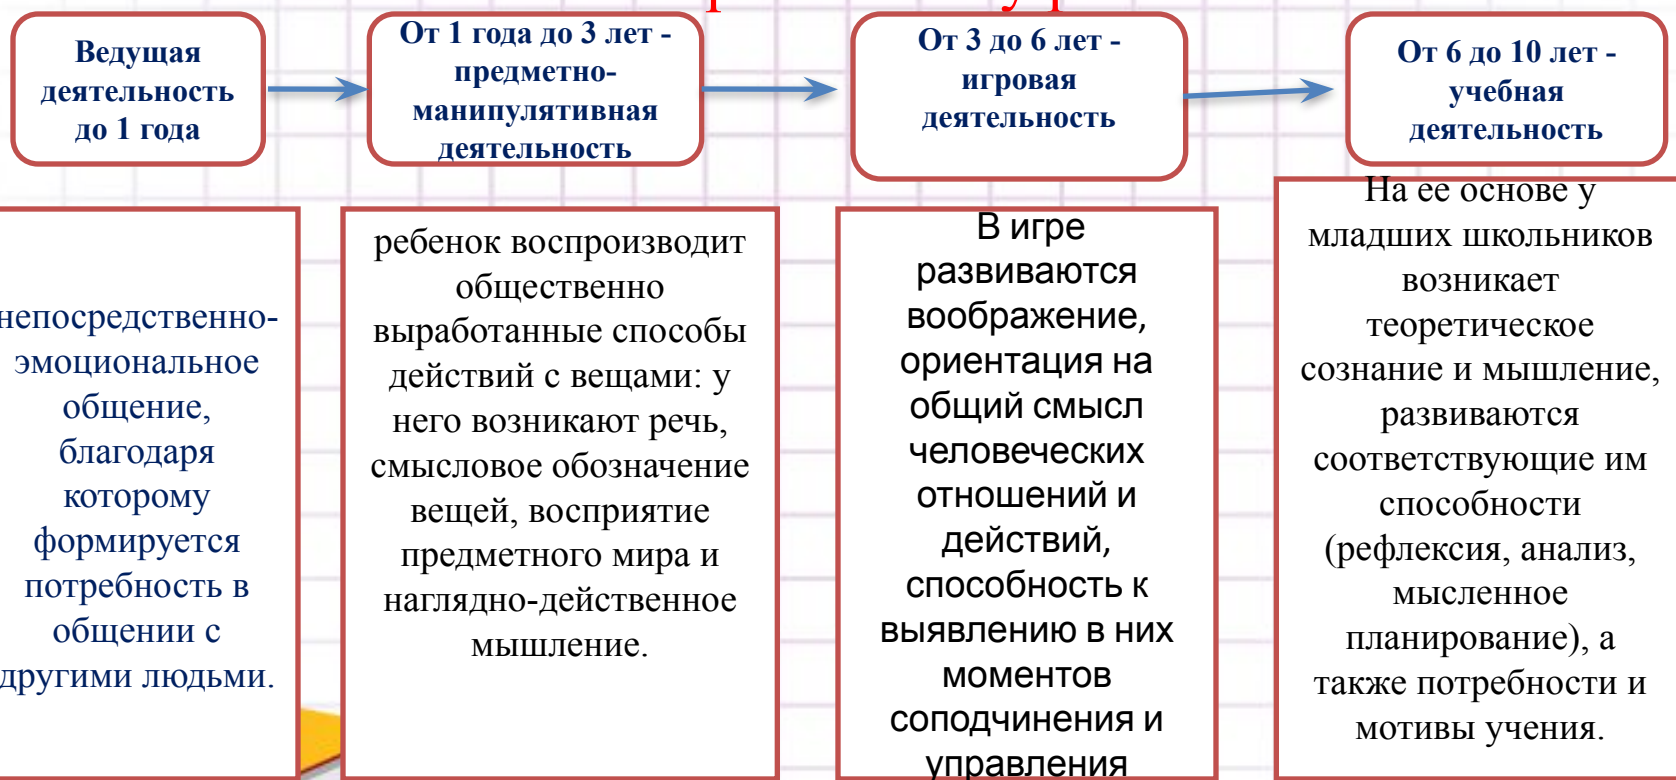 Ведущая
деятельность
до 1 года
От 1 года до 3 лет -
предметно-
манипулятивная
деятельность
От 3 до 6 лет -
игровая
деятельность
От 6 до 10 лет -
учебная
деятельность
непосредственно-
эмоциональное
общение,
благодаря
которому
формируется
потребность в
общении с
другими людьми.
ребенок воспроизводит
общественно
выработанные способы
действий с вещами: у
него возникают речь,
смысловое обозначение
вещей, восприятие
предметного мира и
наглядно-действенное
мышление.
В игре
развиваются
воображение,
ориентация на
общий смысл
человеческих
отношений и
действий,
способность к
выявлению в них
моментов
соподчинения и
управления
На ее основе у
младших школьников
возникает
теоретическое
сознание и мышление,
развиваются
соответствующие им
способности
(рефлексия, анализ,
мысленное
планирование), а
также потребности и
мотивы учения.